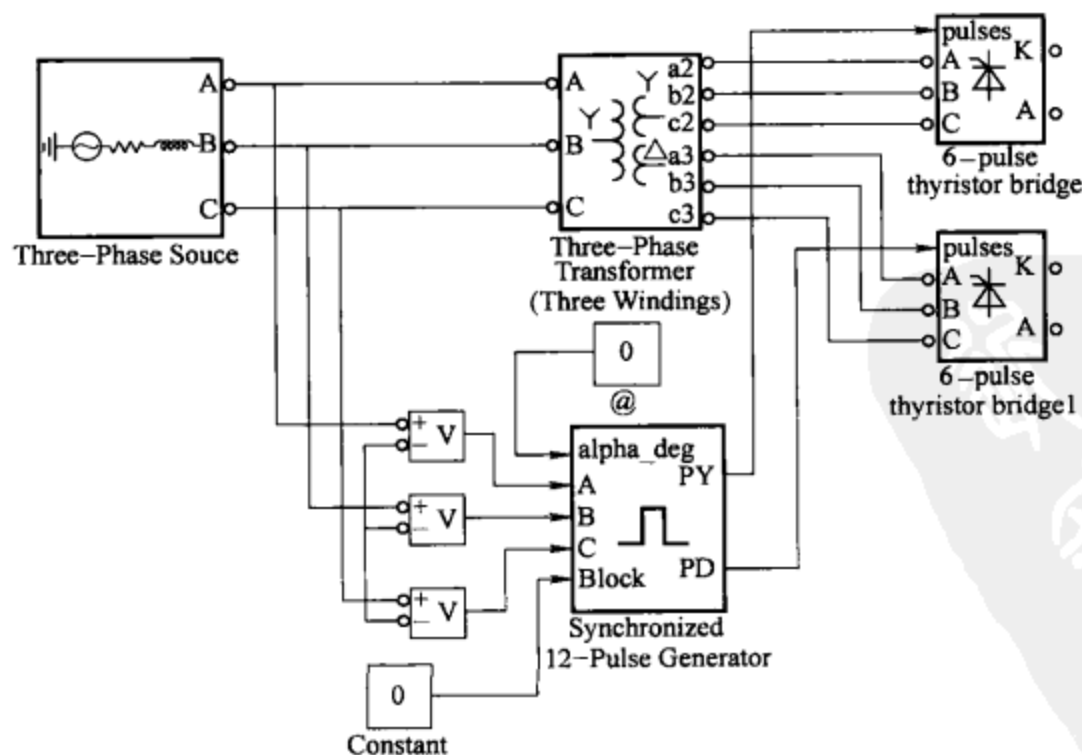 A
B
C
Three-Phase Souce
A
B
C
Y
Y
△
a2
b2
c2
a3
b3
c3
Three-Phase
Transformer
(Three Windings)
pulses
A
B
C
K
A
6-pulse
thyristor bridge
pulses
A
B
C
K
A
6-pulse
thyristor bridge1
0
@
+
−
V
+
−
V
+
−
V
alpha_deg
A
B
C
Block
PY
PD
Synchronized
12-Pulse Generator
0
Constant